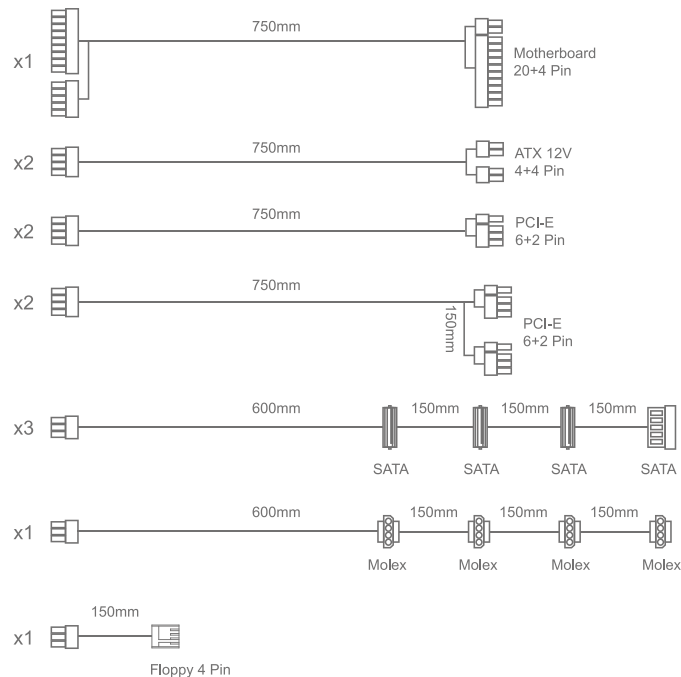 750mm
x1
Motherboard
20+4 Pin
750mm
x2
ATX 12V
4+4 Pin
750mm
x2
PCI-E
6+2 Pin
750mm
x2
150mm
PCI-E
6+2 Pin
600mm 150mm 150mm 150mm
x3
SATA SATA SATA SATA
600mm 150mm 150mm 150mm
x1
Molex Molex Molex Molex
150mm
x1
Floppy 4 Pin